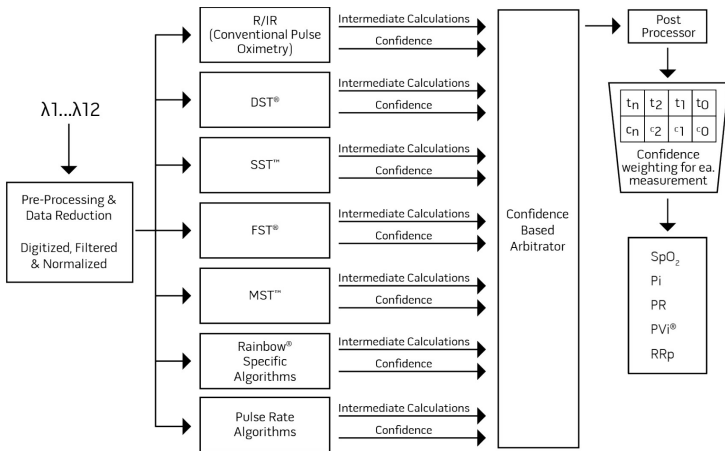 λ1...λ12
Pre-Processing &
Data Reduction
Digitized, Filtered
& Normalized
R/IR
(Conventional Pulse
Oximetry)
Intermediate Calculations
Confidence
DST®
Intermediate Calculations
Confidence
SST™
Intermediate Calculations
Confidence
FST®
Intermediate Calculations
Confidence
MST™
Intermediate Calculations
Confidence
Rainbow®
Specific
Algorithms
Intermediate Calculations
Confidence
Pulse Rate
Algorithms
Intermediate Calculations
Confidence
Confidence
Based
Arbitrator
Post
Processor
tn t2 t1 t0
cn c2 c1 c0
Confidence
weighting for ea.
measurement
SpO₂
Pi
PR
PVi®
RRp